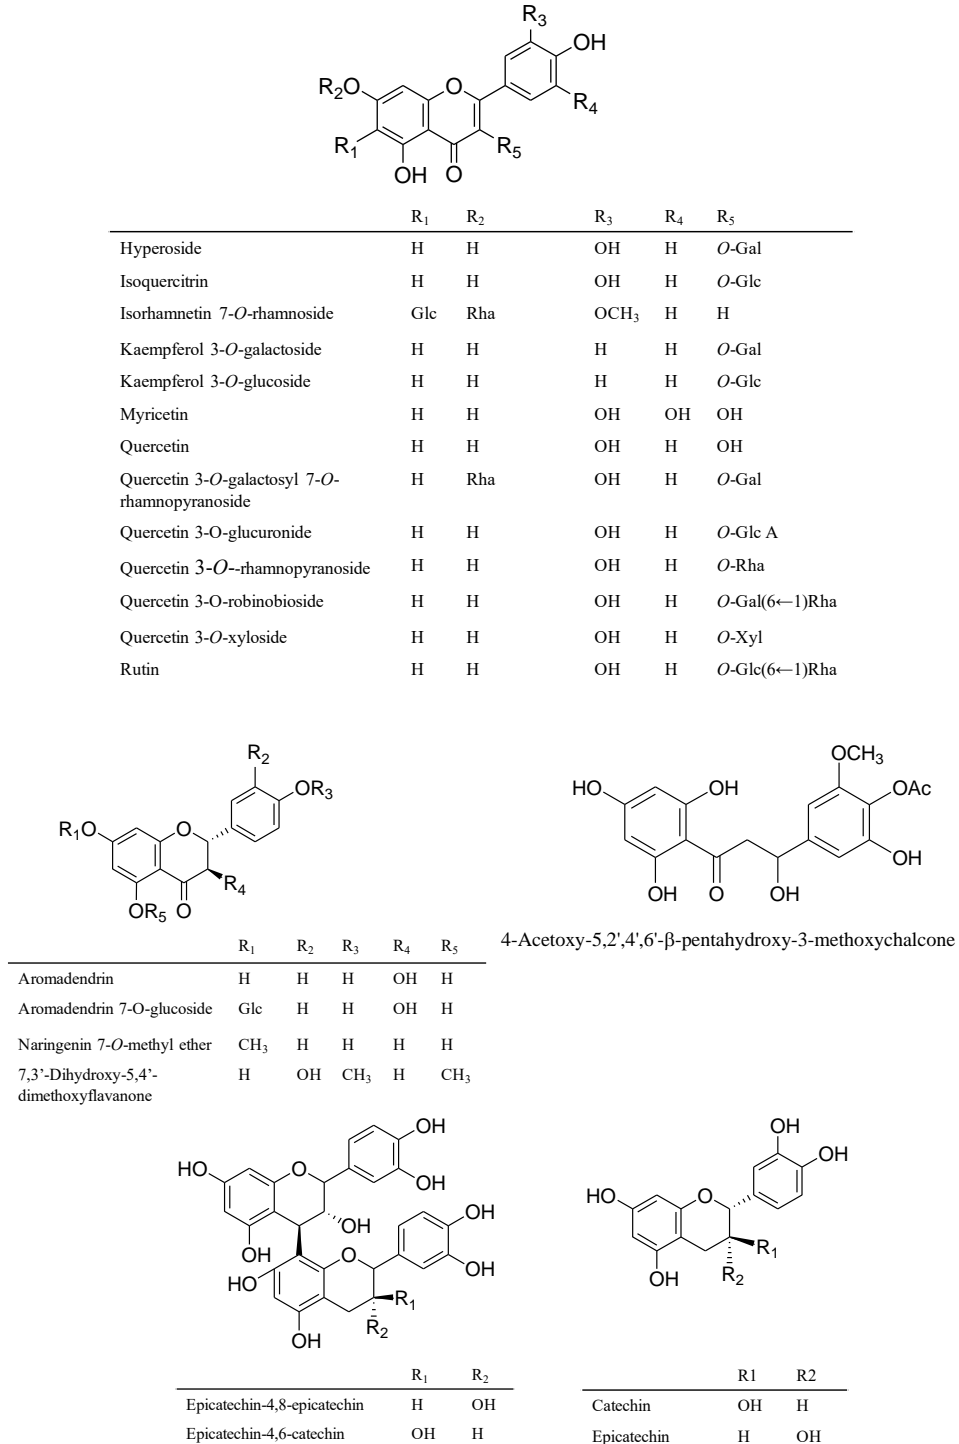 R3
OH
R2O
O
R4
R1
R5
OH
O
R1 R2 R3 R4 R5
Hyperoside H H OH H O-Gal
Isoquercitrin H H OH H O-Glc
Isorhamnetin 7-O-rhamnoside Glc Rha OCH3 H H
Kaempferol 3-O-galactoside H H H H O-Gal
Kaempferol 3-O-glucoside H H H H O-Glc
Myricetin H H OH OH OH
Quercetin H H OH H OH
Quercetin 3-O-galactosyl 7-O- H Rha OH H O-Gal
rhamnopyranoside
Quercetin 3-O-glucuronide H H OH H O-Glc A
Quercetin 3-O--rhamnopyranoside H H OH H O-Rha
Quercetin 3-O-robinobioside H H OH H O-Gal(6←1)Rha
Quercetin 3-O-xyloside H H OH H O-Xyl
Rutin H H OH H O-Glc(6←1)Rha
R2
OR3
R1O
O
R4
OR5
O
R1 R2 R3 R4 R5
Aromadendrin H H H OH H
Aromadendrin 7-O-glucoside Glc H H OH H
Naringenin 7-O-methyl ether CH3 H H H H
7,3’-Dihydroxy-5,4’- H OH CH3 H CH3
dimethoxyflavanone
OCH3
HO
OH
OAc
OH
OH
O
OH
4-Acetoxy-5,2',4',6'-β-pentahydroxy-3-methoxychalcone
OH
HO
O
OH
OH
OH
OH
O
HO
OH
R1
R2
OH
R1 R2
Epicatechin-4,8-epicatechin H OH
Epicatechin-4,6-catechin OH H
OH
OH
HO
O
R1
OH
R2
R1 R2
Catechin OH H
Epicatechin H OH